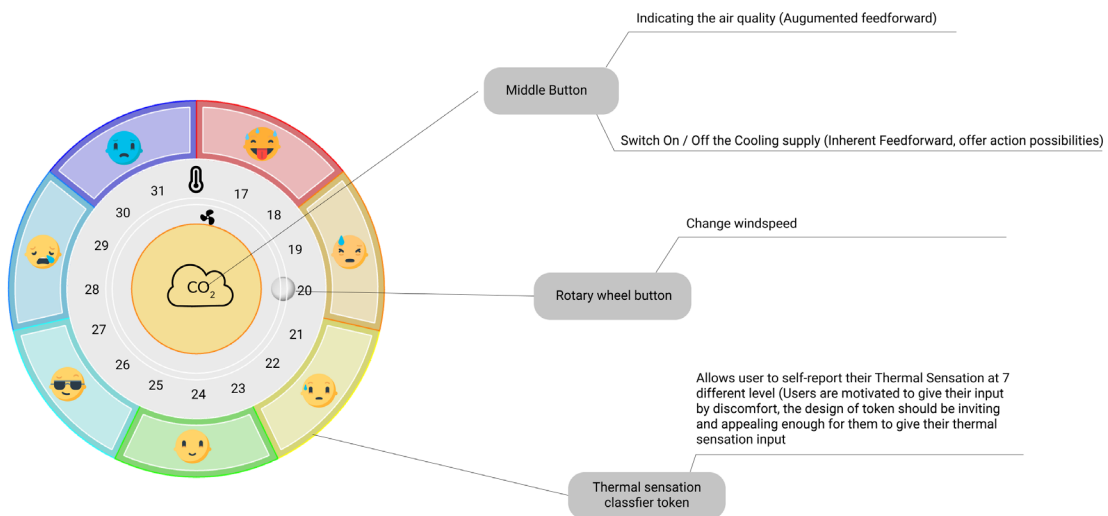 Indicating the air quality (Augumented feedforward)
Middle Button
Switch On / Off the Cooling supply (Inherent Feedforward, offer action possibilities)
31
17
30
18
29
19
28
20
27
21
26
22
25
24
23
CO2
Change windspeed
Rotary wheel button
Allows user to self-report their Thermal Sensation at 7
different level (Users are motivated to give their input
by discomfort, the design of token should be inviting
and appealing enough for them to give their thermal
sensation input
Thermal sensation
classfier token